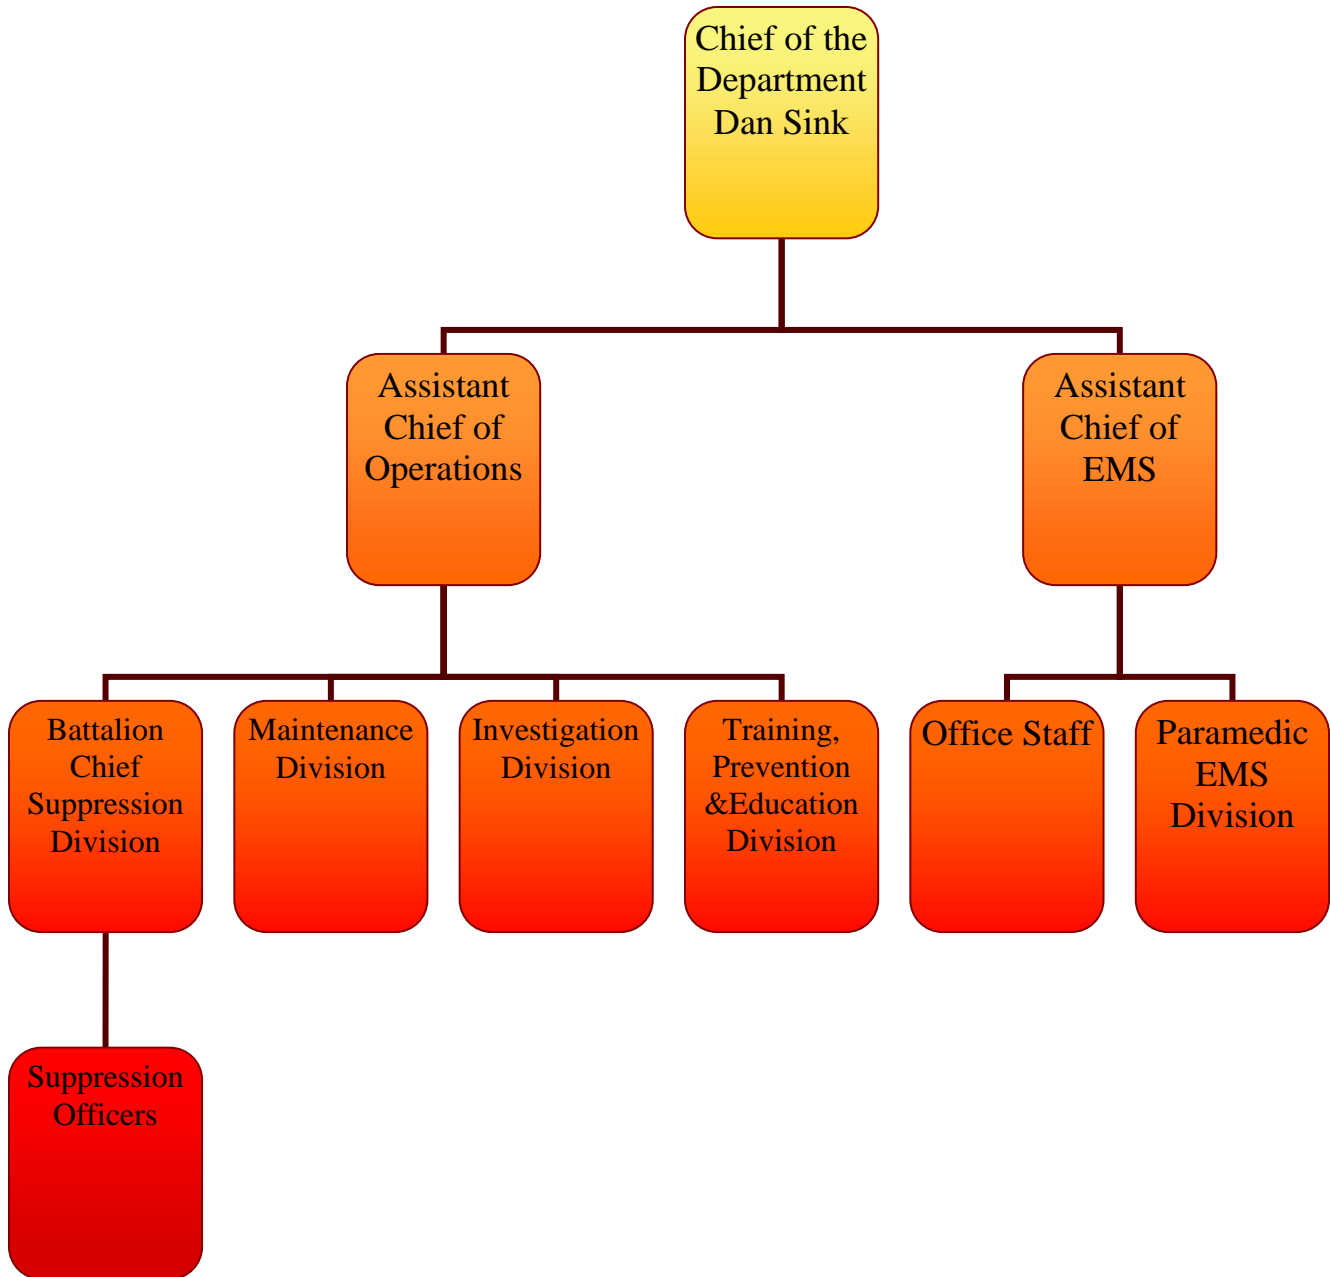 Chief of the
Department
Dan Sink
Assistant
Chief of
Operations
Assistant
Chief of
EMS
Battalion
Chief
Suppression
Division
Maintenance
Division
Investigation
Division
Training,
Prevention
&Education
Division
Office Staff
Paramedic
EMS
Division
Suppression
Officers